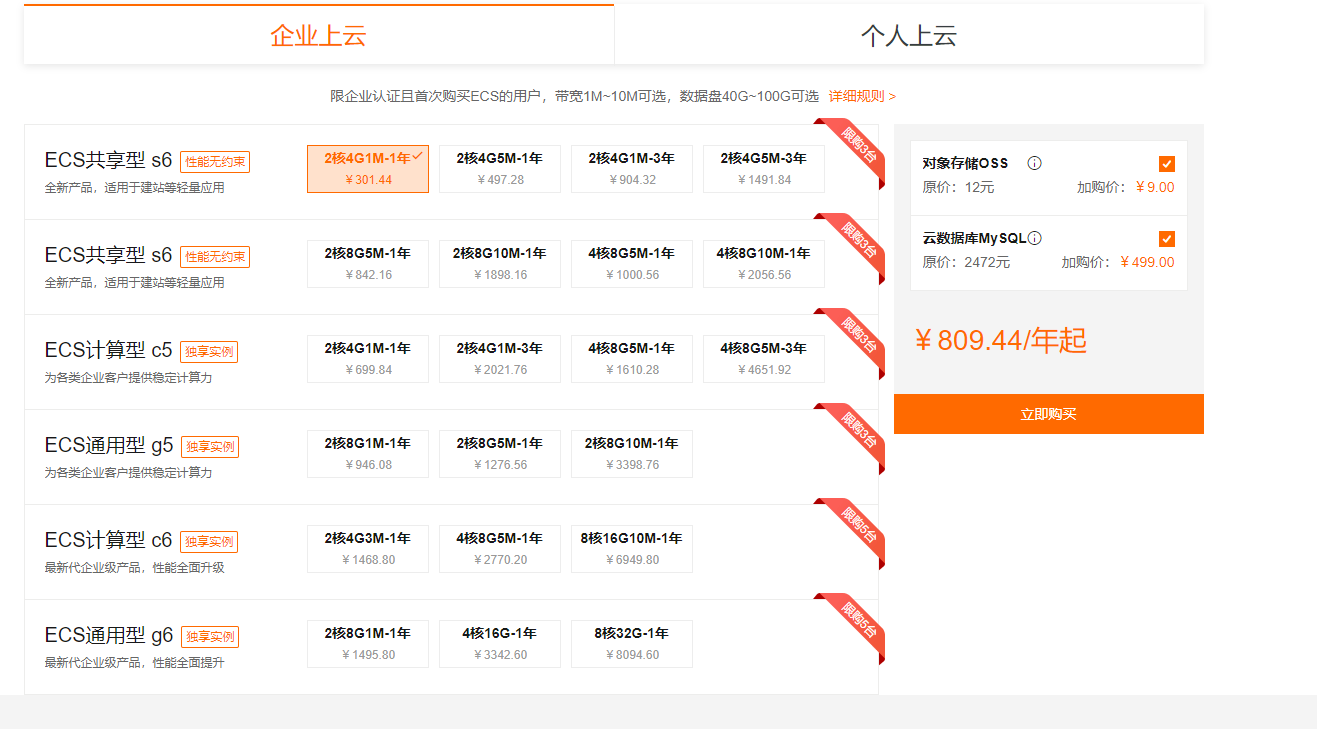 企业上云
个人上云
限企业认证且首次购买ECS的用户，带宽1M~10M可选，数据盘40G~100G可选 详细规则 >
ECS共享型 s6 性能无约束
全新产品，适用于建站等轻量应用
2核4G1M-1年
¥301.44
2核4G5M-1年
¥497.28
2核4G1M-3年
¥904.32
2核4G5M-3年
¥1491.84
限购3台
ECS共享型 s6 性能无约束
全新产品，适用于建站等轻量应用
2核8G5M-1年
¥842.16
2核8G10M-1年
¥1898.16
4核8G5M-1年
¥1000.56
4核8G10M-1年
¥2056.56
限购3台
ECS计算型 c5 独享实例
为各类企业客户提供稳定计算力
2核4G1M-1年
¥699.84
2核4G1M-3年
¥2021.76
4核8G5M-1年
¥1610.28
4核8G5M-3年
¥4651.92
限购3台
ECS通用型 g5 独享实例
为各类企业客户提供稳定计算力
2核8G1M-1年
¥946.08
2核8G5M-1年
¥1276.56
2核8G10M-1年
¥3398.76
限购3台
ECS计算型 c6 独享实例
最新代企业级产品，性能全面升级
2核4G3M-1年
¥1468.80
4核8G5M-1年
¥2770.20
8核16G10M-1年
¥6949.80
限购5台
ECS通用型 g6 独享实例
最新代企业级产品，性能全面提升
2核8G1M-1年
¥1495.80
4核16G-1年
¥3342.60
8核32G-1年
¥8094.60
限购5台
对象存储OSS
原价：12元 加购价：¥9.00
云数据库MySQL
原价：2472元 加购价：¥499.00
¥809.44/年起
立即购买